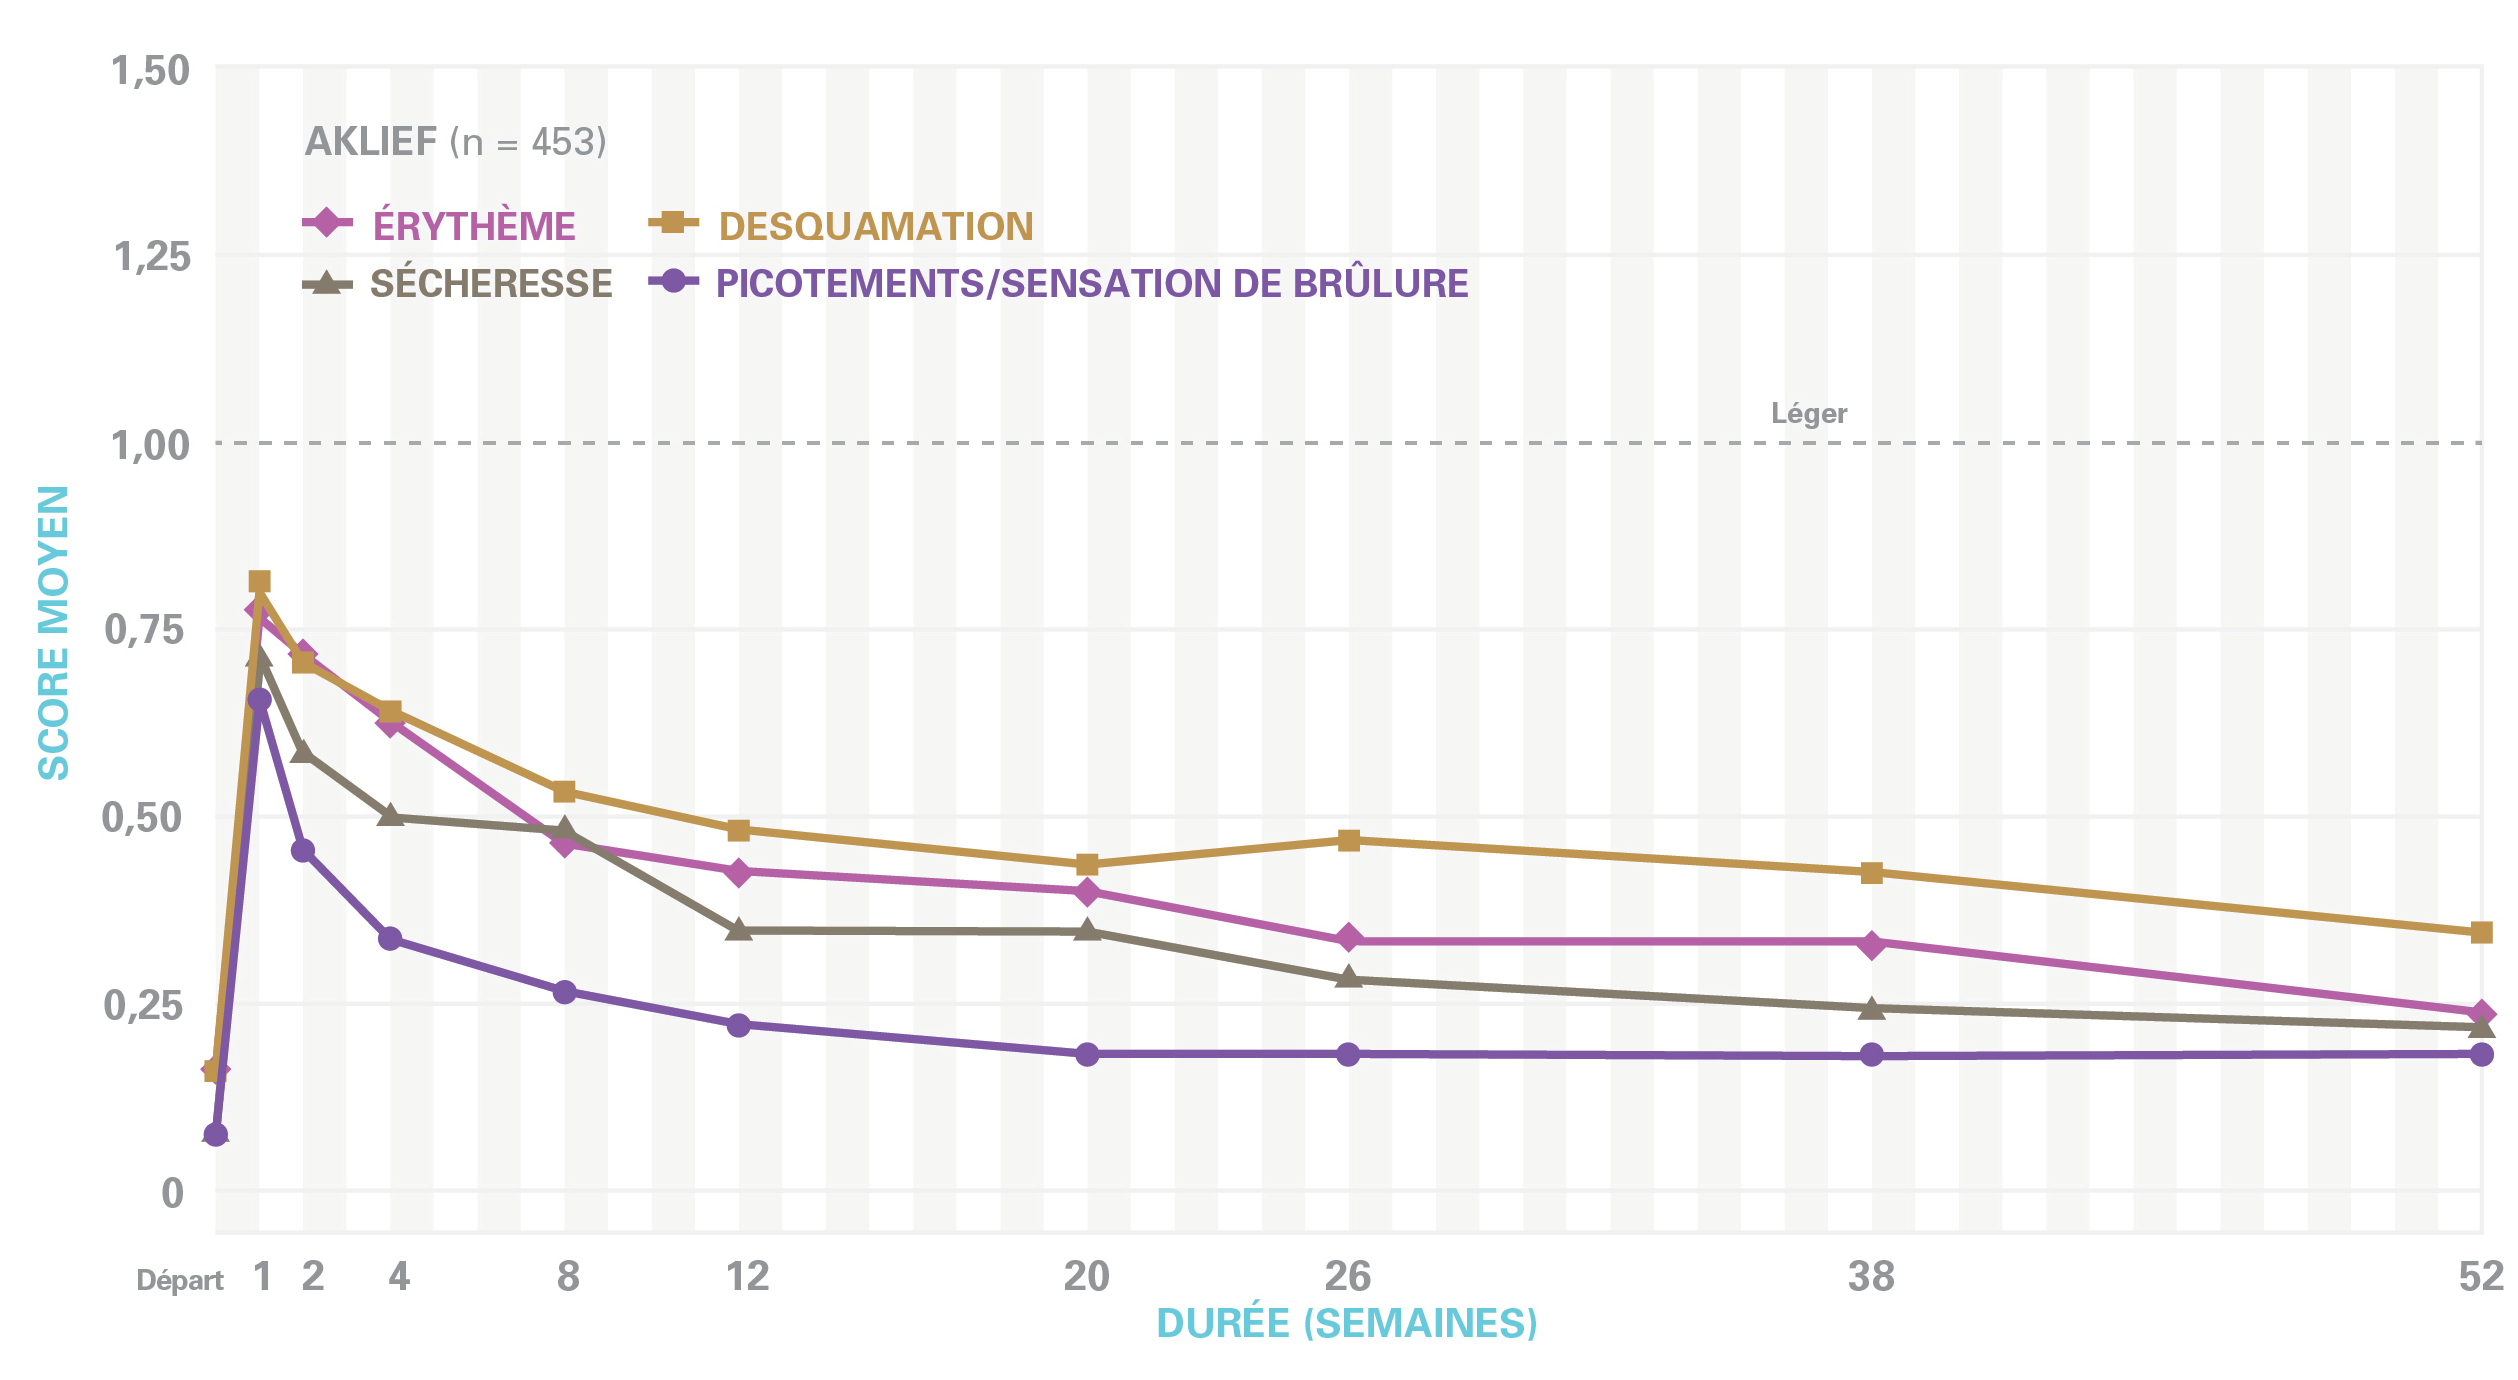 1,50
AKLIEF (n = 453)
ÉRYTHÈME DESQUAMATION
1,25
SÉCHERESSE PICOTEMENTS/SENSATION DE BRÛLURE
Léger
1,00
SCORE MOYEN
0,75
0,50
0,25
0
Départ 1 2 4 8 12 20 26 38 52
DURÉE (SEMAINES)